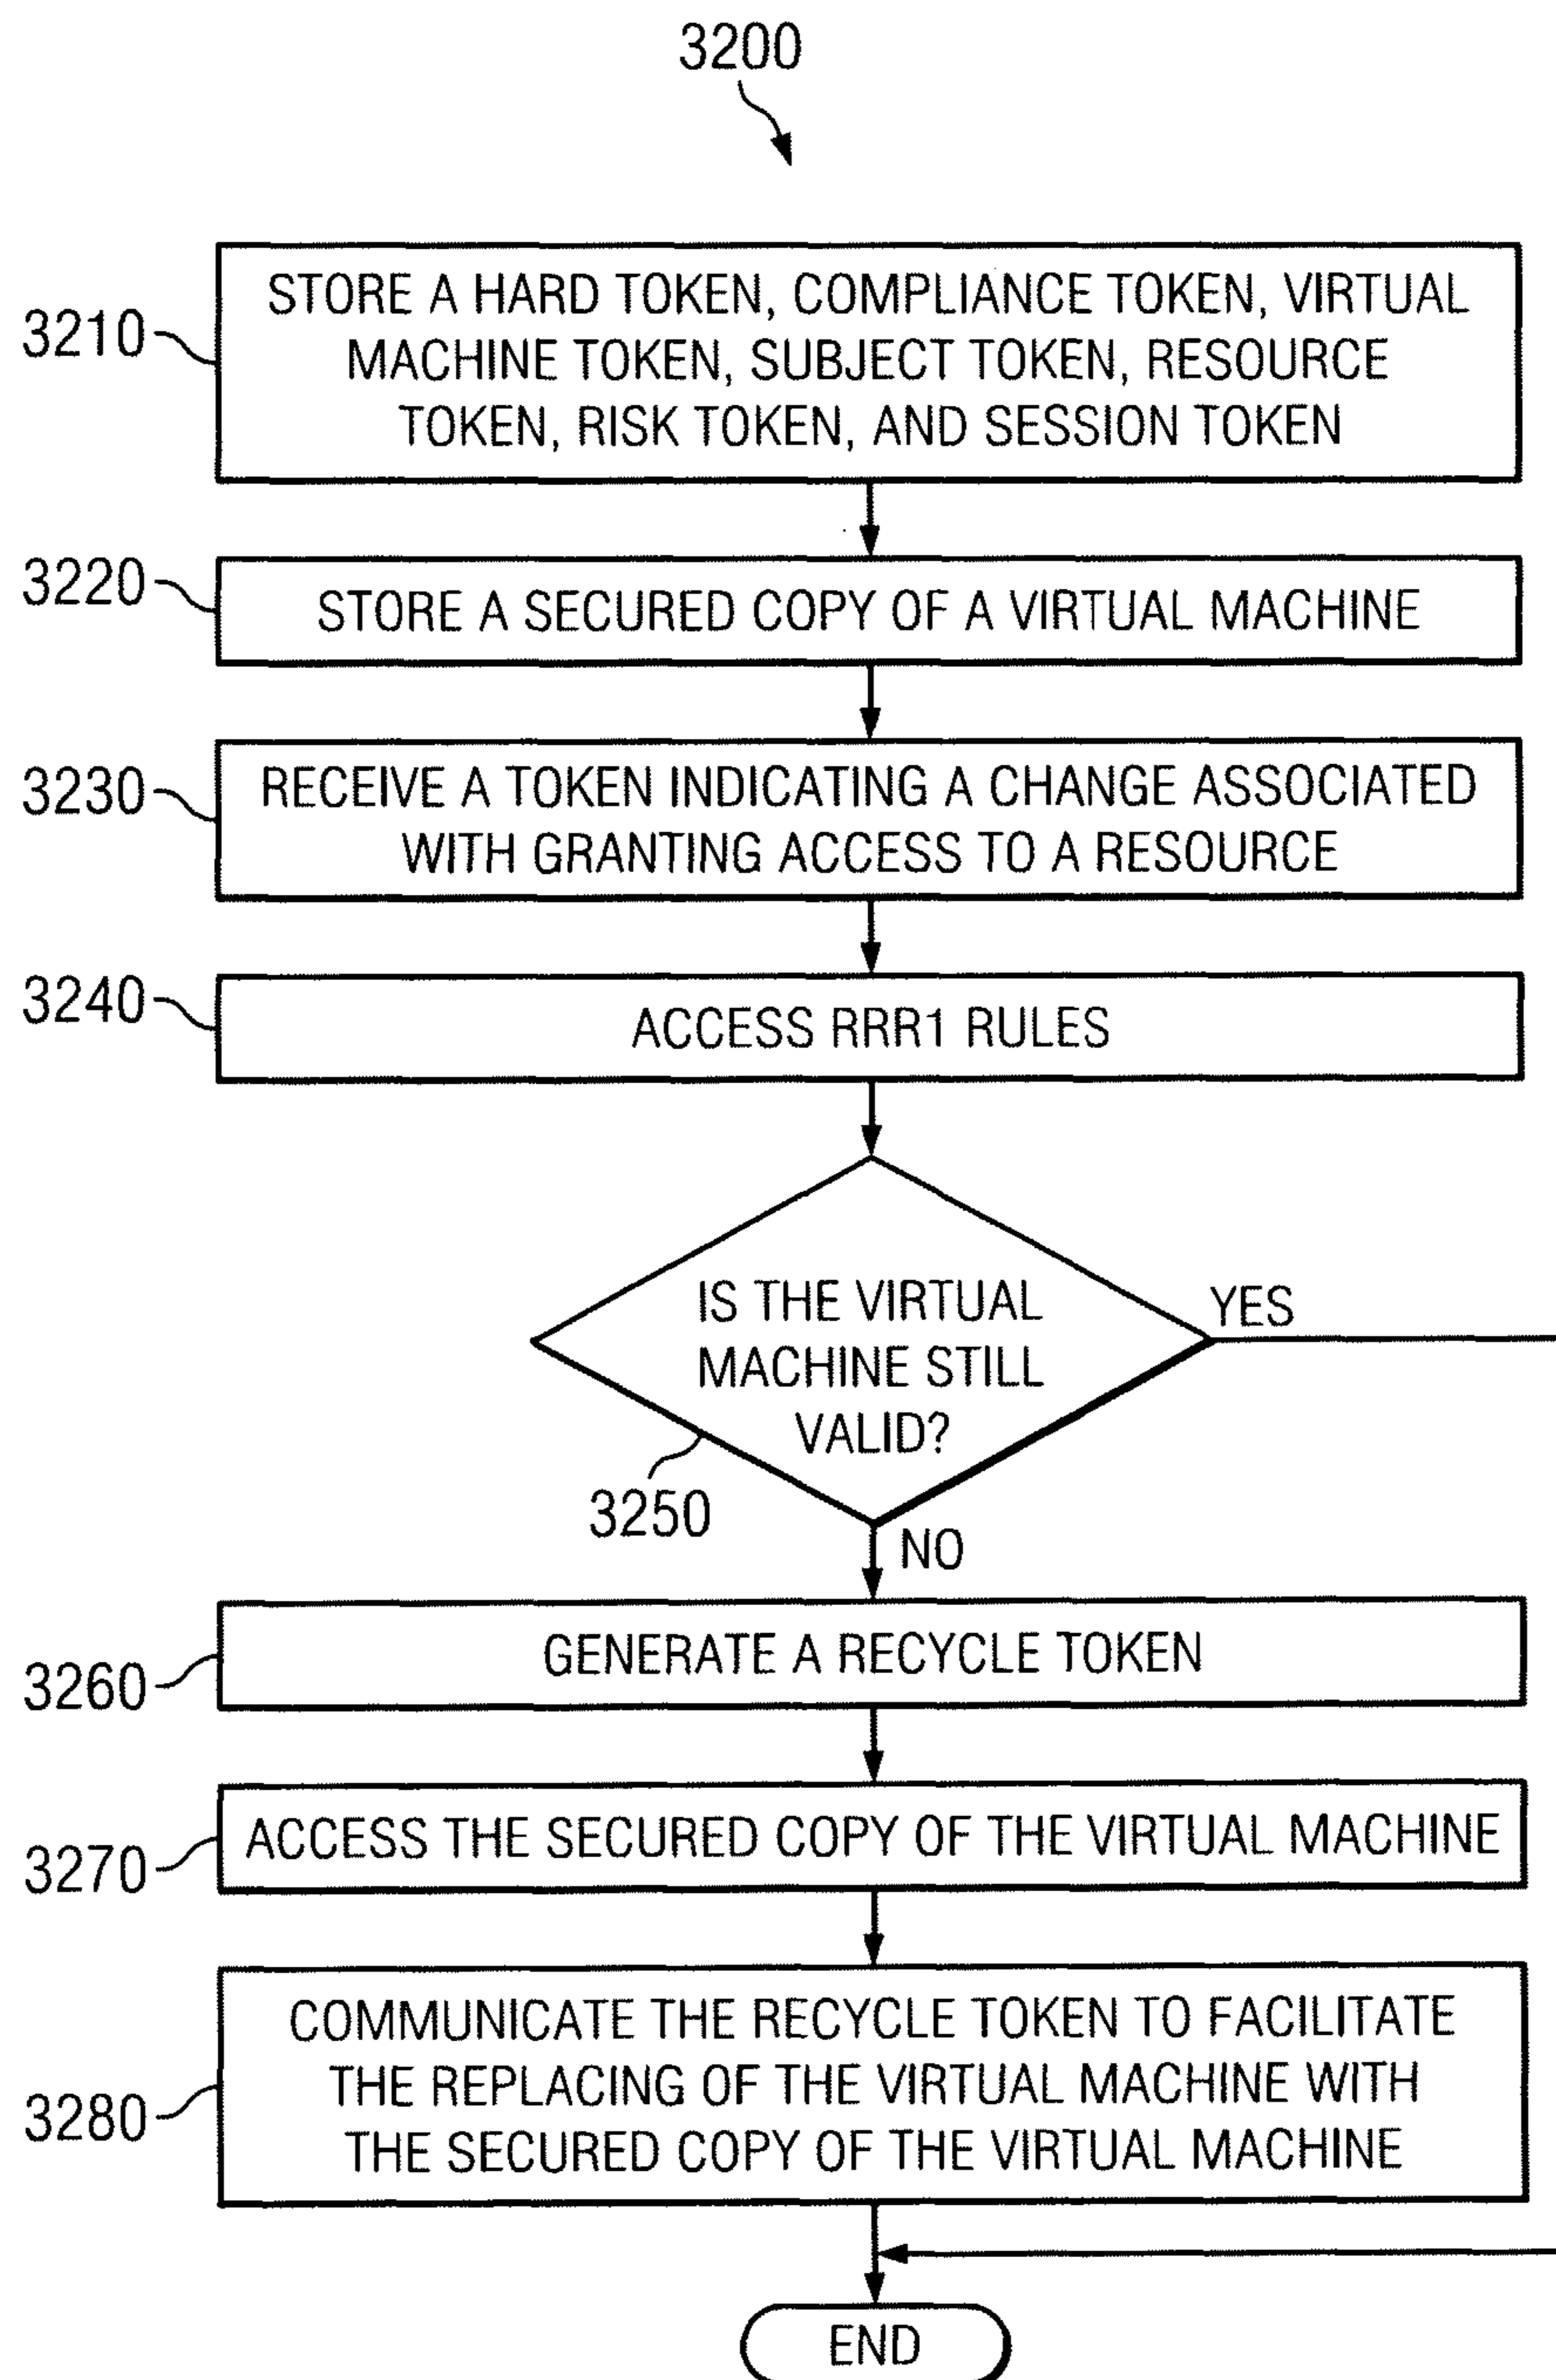 3200
3210
STORE A HARD TOKEN, COMPLIANCE TOKEN, VIRTUAL
MACHINE TOKEN, SUBJECT TOKEN, RESOURCE
TOKEN, RISK TOKEN, AND SESSION TOKEN
3220
STORE A SECURED COPY OF A VIRTUAL MACHINE
3230
RECEIVE A TOKEN INDICATING A CHANGE ASSOCIATED
WITH GRANTING ACCESS TO A RESOURCE
3240
ACCESS RRR1 RULES
IS THE VIRTUAL
MACHINE STILL
VALID?
YES
3250
NO
3260
GENERATE A RECYCLE TOKEN
3270
ACCESS THE SECURED COPY OF THE VIRTUAL MACHINE
3280
COMMUNICATE THE RECYCLE TOKEN TO FACILITATE
THE REPLACING OF THE VIRTUAL MACHINE WITH
THE SECURED COPY OF THE VIRTUAL MACHINE
END